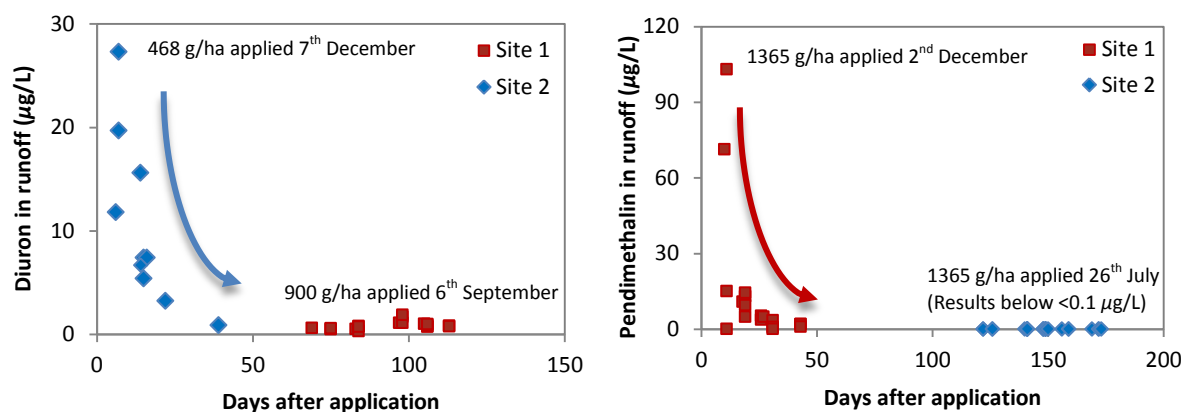 30
20
10
0
0
50
100
150
Diuron in runoff (µg/L)
Days after application
468 g/ha applied 7th December
Site 1
Site 2
900 g/ha applied 6th September
120
90
60
30
0
0
50
100
150
200
Pendimethalin in runoff (µg/L)
Days after application
1365 g/ha applied 2nd December
Site 1
Site 2
1365 g/ha applied 26th July
(Results below <0.1 µg/L)